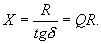 X = R / tgδ = QR.